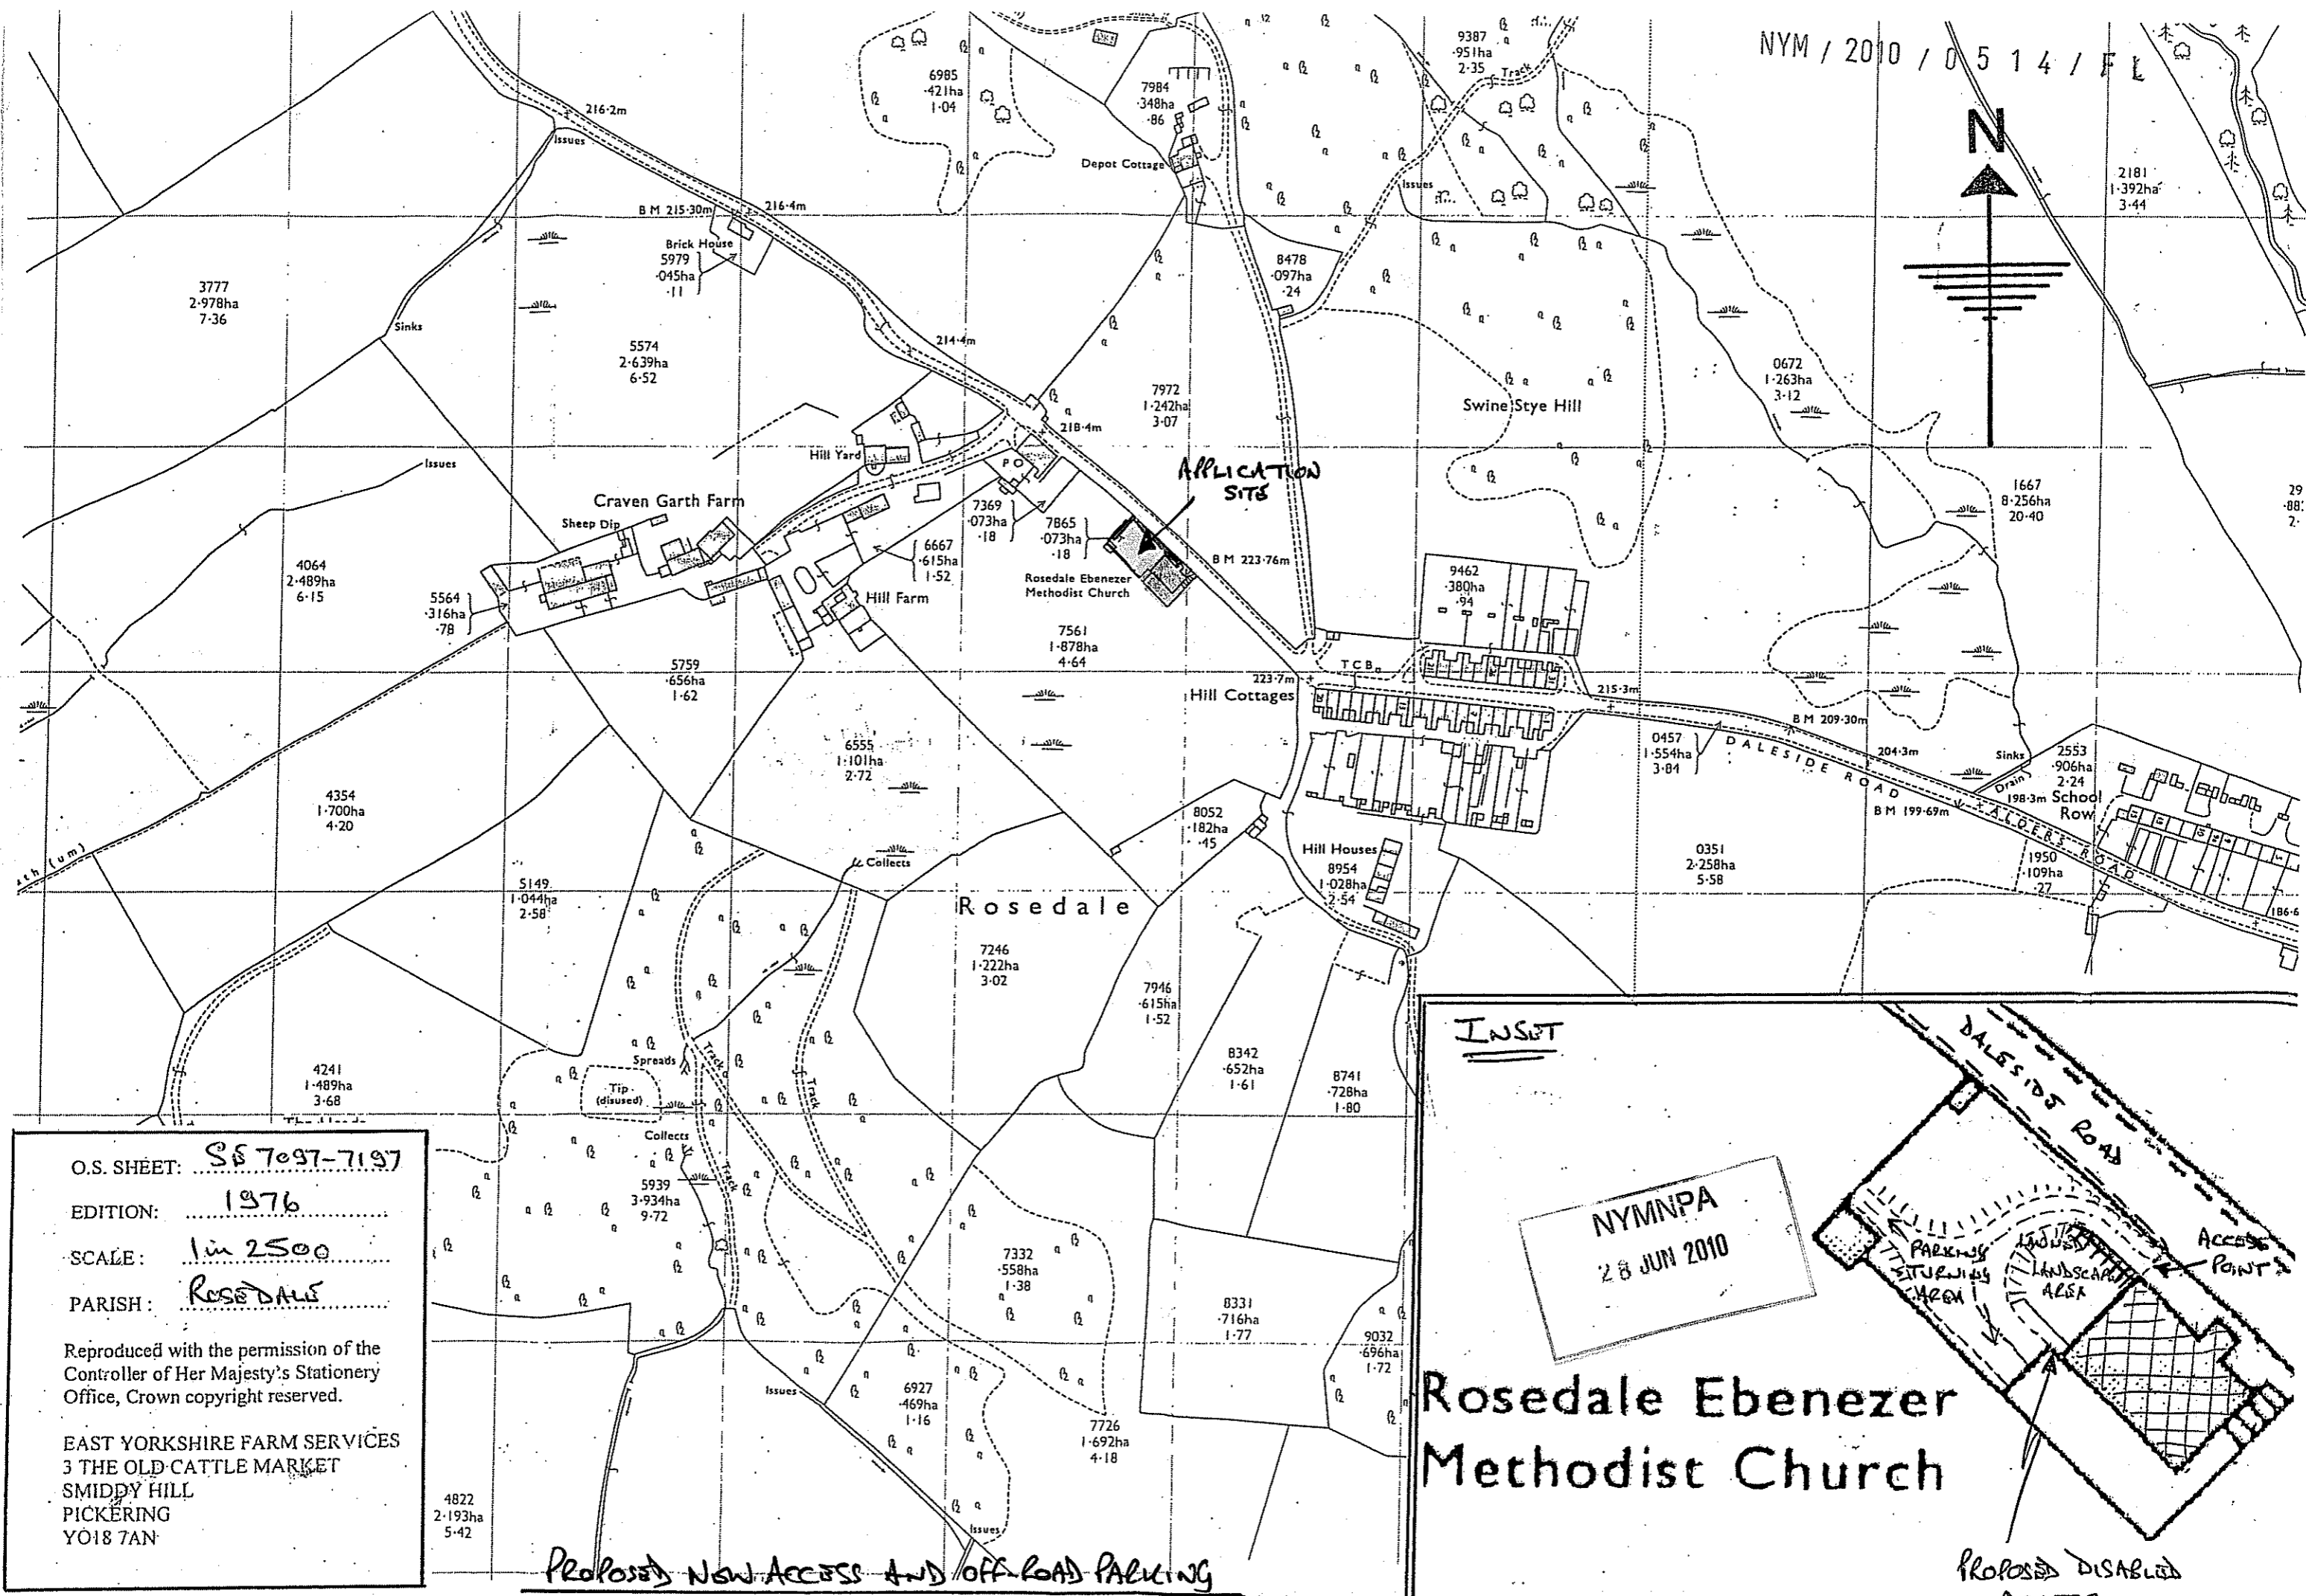 NYM / 2010 / 0514 / FL
N
9387
.951ha
2.35
Track
6985
.421ha
1.04
7984
.348ha
.86
216.2m
Issues
Depot Cottage
Issues
2181
1.392ha
3.44
B M 215.30m
216.4m
Brick House
5979
.045ha
.11
8478
.097ha
.24
3777
2.978ha
7.36
Sinks
214.4m
5574
2.639ha
6.52
7972
1.242ha
3.07
0672
1.263ha
3.12
Swine Stye Hill
218.4m
Hill Yard
P O
Issues
APPLICATION
SITE
1667
8.256ha
20.40
Craven Garth Farm
Sheep Dip
7369
.073ha
.18
7865
.073ha
.18
6667
.615ha
1.52
B M 223.76m
Rosedale Ebenezer
Methodist Church
4064
2.489ha
6.15
5564
.316ha
.78
Hill Farm
9462
.380ha
.94
7561
1.878ha
4.64
5759
.656ha
1.62
T C B
223.7m
Hill Cottages
215.3m
B M 209.30m
6555
1.101ha
2.72
0457
1.554ha
3.84
DALESIDE ROAD
204.3m
Sinks
Drain
2553
.906ha
2.24
198.3m
School
Row
B M 199.69m
ALDERS ROAD
4354
1.700ha
4.20
8052
.182ha
.45
Hill Houses
8954
1.028ha
2.54
0351
2.258ha
5.58
1950
.109ha
.27
186.6
(um)
Collects
5149
1.044ha
2.58
Rosedale
7246
1.222ha
3.02
7946
.615ha
1.52
8342
.652ha
1.61
8741
.728ha
1.80
4241
1.489ha
3.68
Spreads
Track
Track
Tip
(disused)
Collects
Track
5939
3.934ha
9.72
7332
.558ha
1.38
8331
.716ha
1.77
9032
.696ha
1.72
Issues
6927
.469ha
1.16
7726
1.692ha
4.18
4822
2.193ha
5.42
Issues
INSET
DALESIDE ROAD
NYMNPA
28 JUN 2010
PARKING
TURNING
AREA
LANDSCAPE
AREA
ACCESS
POINT
Rosedale Ebenezer
Methodist Church
PROPOSED DISABLED
O.S. SHEET: SE 7097-7197
EDITION: 1976
SCALE: 1 in 2500
PARISH: ROSEDALE
Reproduced with the permission of the
Controller of Her Majesty's Stationery
Office, Crown copyright reserved.
EAST YORKSHIRE FARM SERVICES
3 THE OLD CATTLE MARKET
SMIDDY HILL
PICKERING
YO18 7AN
PROPOSED NEW ACCESS AND OFF-ROAD PARKING